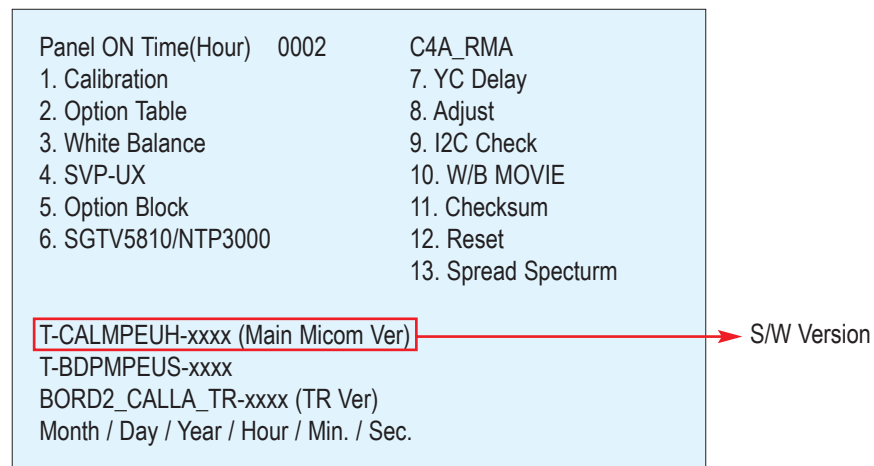 Panel ON Time(Hour) 0002
1. Calibration
2. Option Table
3. White Balance
4. SVP-UX
5. Option Block
6. SGTV5810/NTP3000
C4A_RMA
7. YC Delay
8. Adjust
9. I2C Check
10. W/B MOVIE
11. Checksum
12. Reset
13. Spread Specturm
T-CALMPEUH-xxxx (Main Micom Ver)
S/W Version
T-BDPMPEUS-xxxx
BORD2_CALLA_TR-xxxx (TR Ver)
Month / Day / Year / Hour / Min. / Sec.